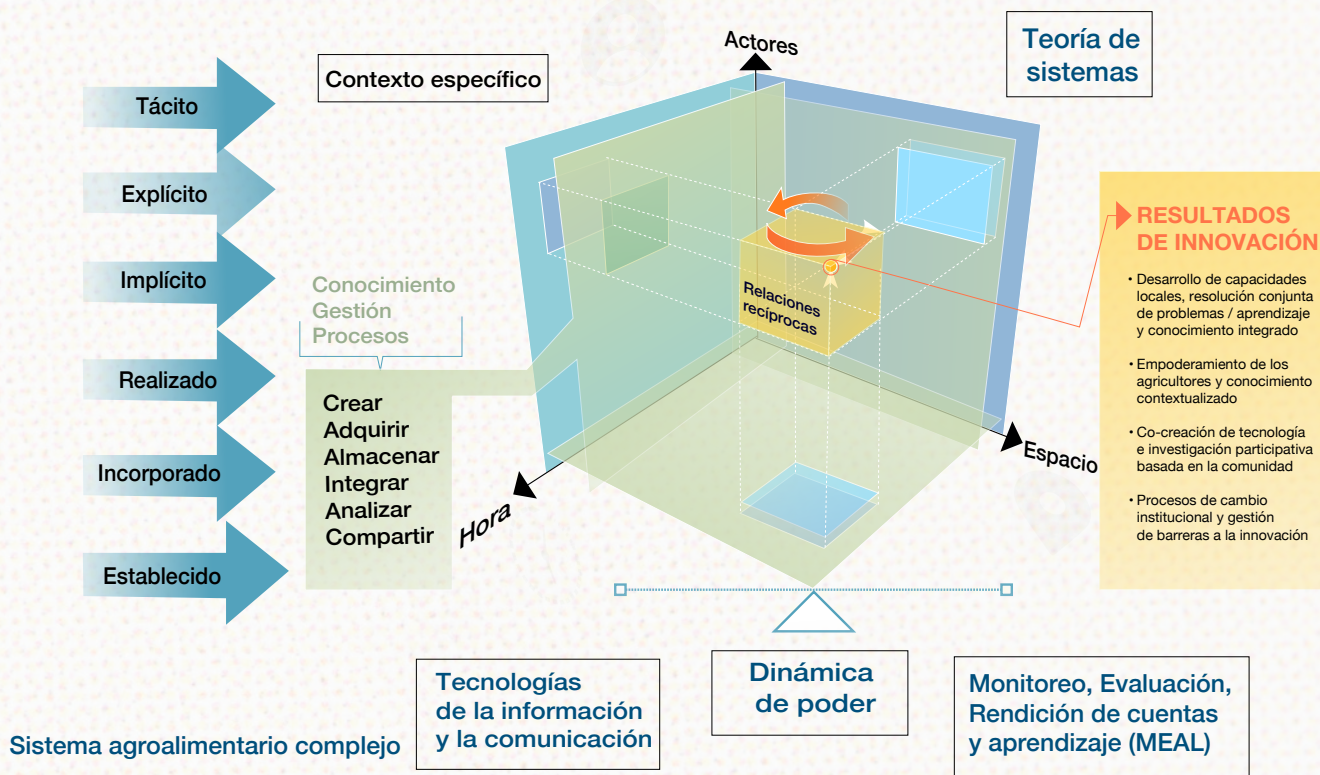 Tácito
Explícito
Implícito
Realizado
Incorporado
Establecido
Contexto específico
Conocimiento
Gestión
Procesos
Crear
Adquirir
Almacenar
Integrar
Analizar
Compartir
Actores
Hora
Espacio
Relaciones
recíprocas
Teoría de
sistemas
RESULTADOS
DE INNOVACIÓN
• Desarrollo de capacidades
locales, resolución conjunta
de problemas / aprendizaje
y conocimiento integrado
• Empoderamiento de los
agricultores y conocimiento
contextualizado
• Co-creación de tecnología
e investigación participativa
basada en la comunidad
• Procesos de cambio
institucional y gestión
de barreras a la innovación
Sistema agroalimentario complejo
Tecnologías
de la información
y la comunicación
Dinámica
de poder
Monitoreo, Evaluación,
Rendición de cuentas
y aprendizaje (MEAL)